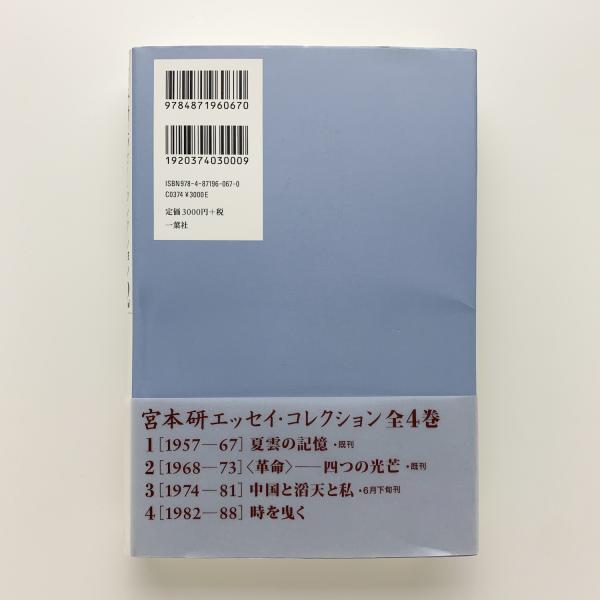 9784871960670
1920374030009
ISBN978-4-87196-067-0
C0374 ¥3000E
定価3000円+税
一葉社
宮本研エッセイ・コレクション 全4巻
1[1957—67]夏雲の記憶・既刊
2[1968—73]〈革命〉——四つの光芒・既刊
3[1974—81]中国と滔天と私・6月下旬刊
4[1982—88]時を曳く